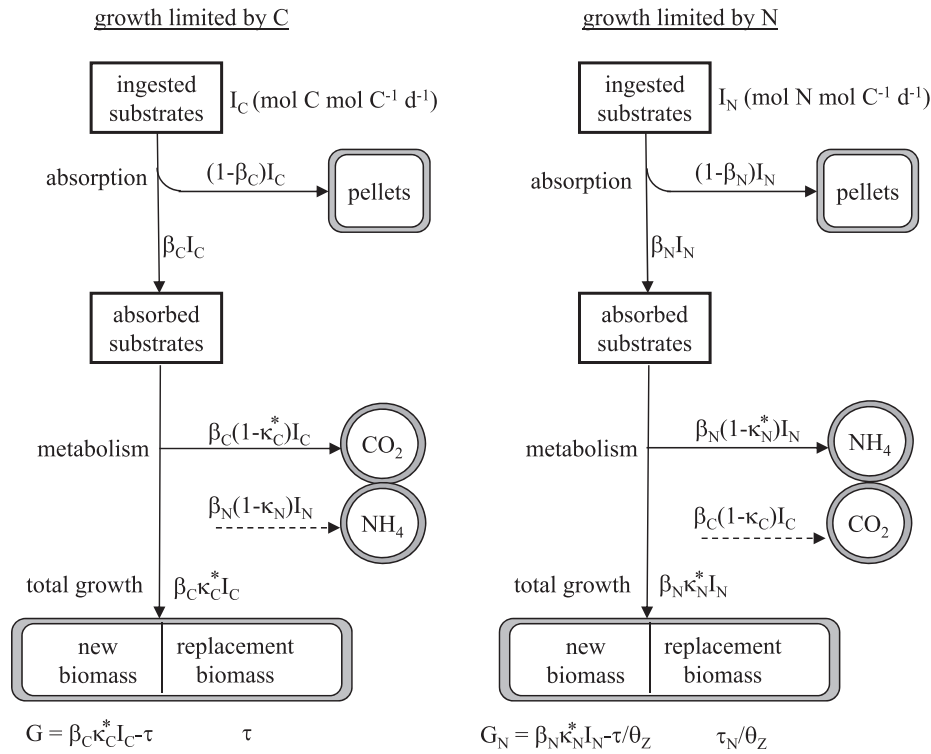 growth limited by C
ingested
substrates
I_C (mol C mol C⁻¹ d⁻¹)
absorption
(1-β_C)I_C
pellets
β_CI_C
absorbed
substrates
metabolism
β_C(1-κ*_C)I_C
CO₂
β_N(1-κ_N)I_N
NH₄
total growth
β_Cκ*_CI_C
new
biomass
replacement
biomass
G = β_Cκ*_CI_C-τ
τ
growth limited by N
ingested
substrates
I_N (mol N mol C⁻¹ d⁻¹)
absorption
(1-β_N)I_N
pellets
β_NI_N
absorbed
substrates
metabolism
β_N(1-κ*_N)I_N
NH₄
β_C(1-κ_C)I_C
CO₂
total growth
β_Nκ*_NI_N
new
biomass
replacement
biomass
G_N = β_Nκ*_NI_N-τ/θ_Z
τ_N/θ_Z